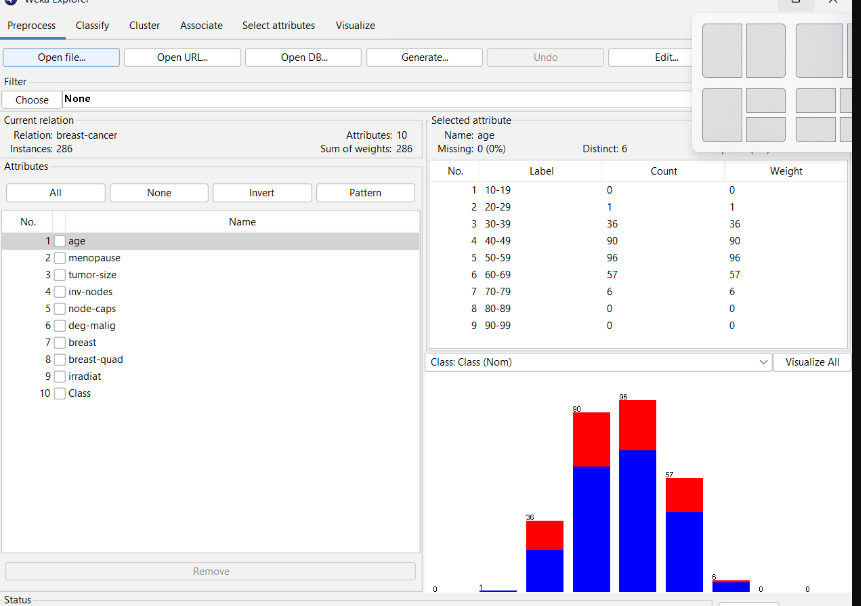 Weka Explorer
Preprocess Classify Cluster Associate Select attributes Visualize
Open file... Open URL... Open DB... Generate... Undo Edit...
Filter
Choose None
Current relation
Relation: breast-cancer Attributes: 10
Instances: 286 Sum of weights: 286
Attributes
All None Invert Pattern
No. Name
1 age
2 menopause
3 tumor-size
4 inv-nodes
5 node-caps
6 deg-malig
7 breast
8 breast-quad
9 irradiat
10 Class
Remove
Status
Selected attribute
Name: age
Missing: 0 (0%) Distinct: 6
No. Label Count Weight
1 10-19 0 0
2 20-29 1 1
3 30-39 36 36
4 40-49 90 90
5 50-59 96 96
6 60-69 57 57
7 70-79 6 6
8 80-89 0 0
9 90-99 0 0
Class: Class (Nom) Visualize All
0 1 36 90 96 57 6 0 0